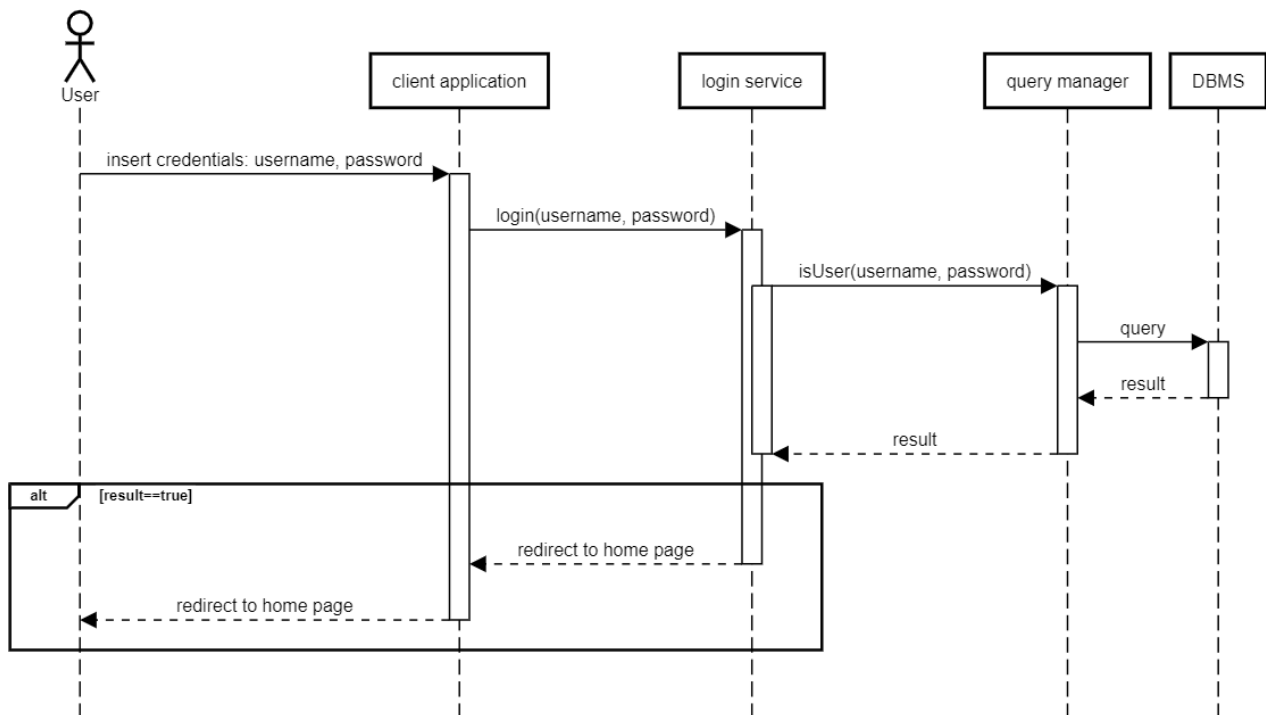 User
client application
login service
query manager
DBMS
insert credentials: username, password
login(username, password)
isUser(username, password)
query
result
result
alt
[result==true]
redirect to home page
redirect to home page